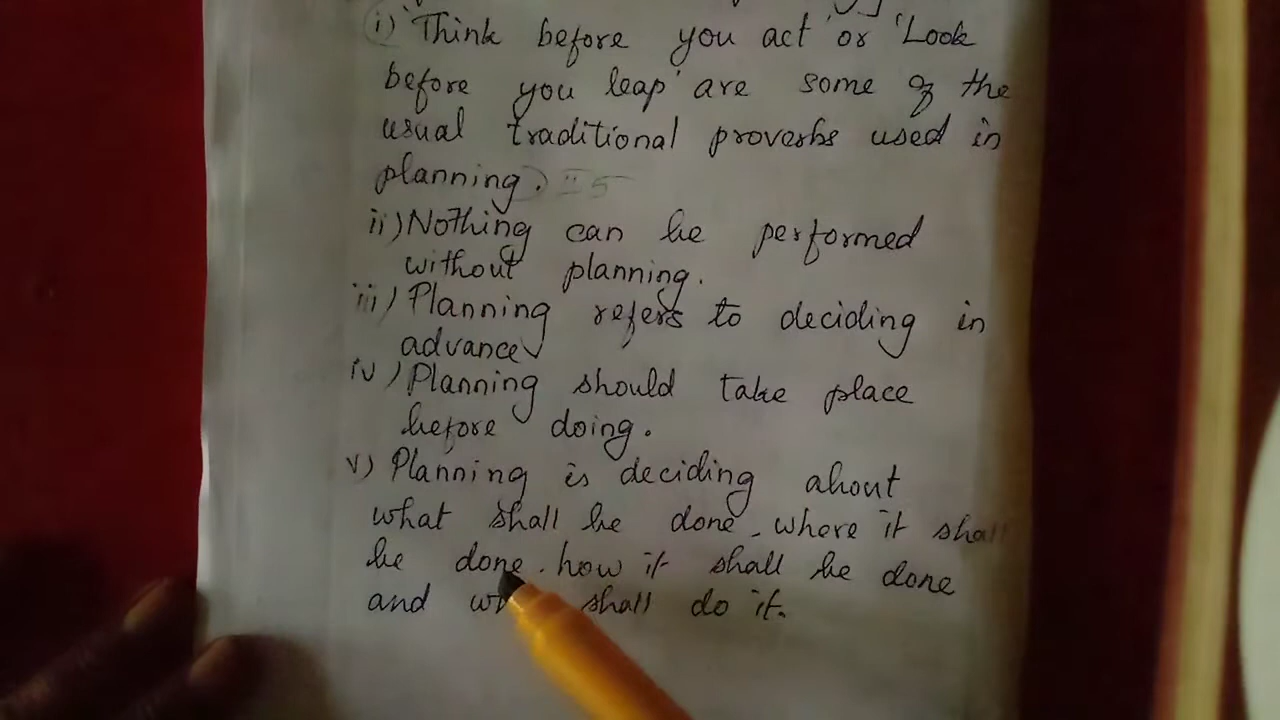 i) 'Think before you act' or 'Look
before you leap' are some of the
usual traditional proverbs used in
planning.
ii) Nothing can be performed
without planning.
iii) Planning refers to deciding in
advance
iv) Planning should take place
before doing.
v) Planning is deciding about
what shall be done, where it shall
be done, how it shall be done
and shall do it.